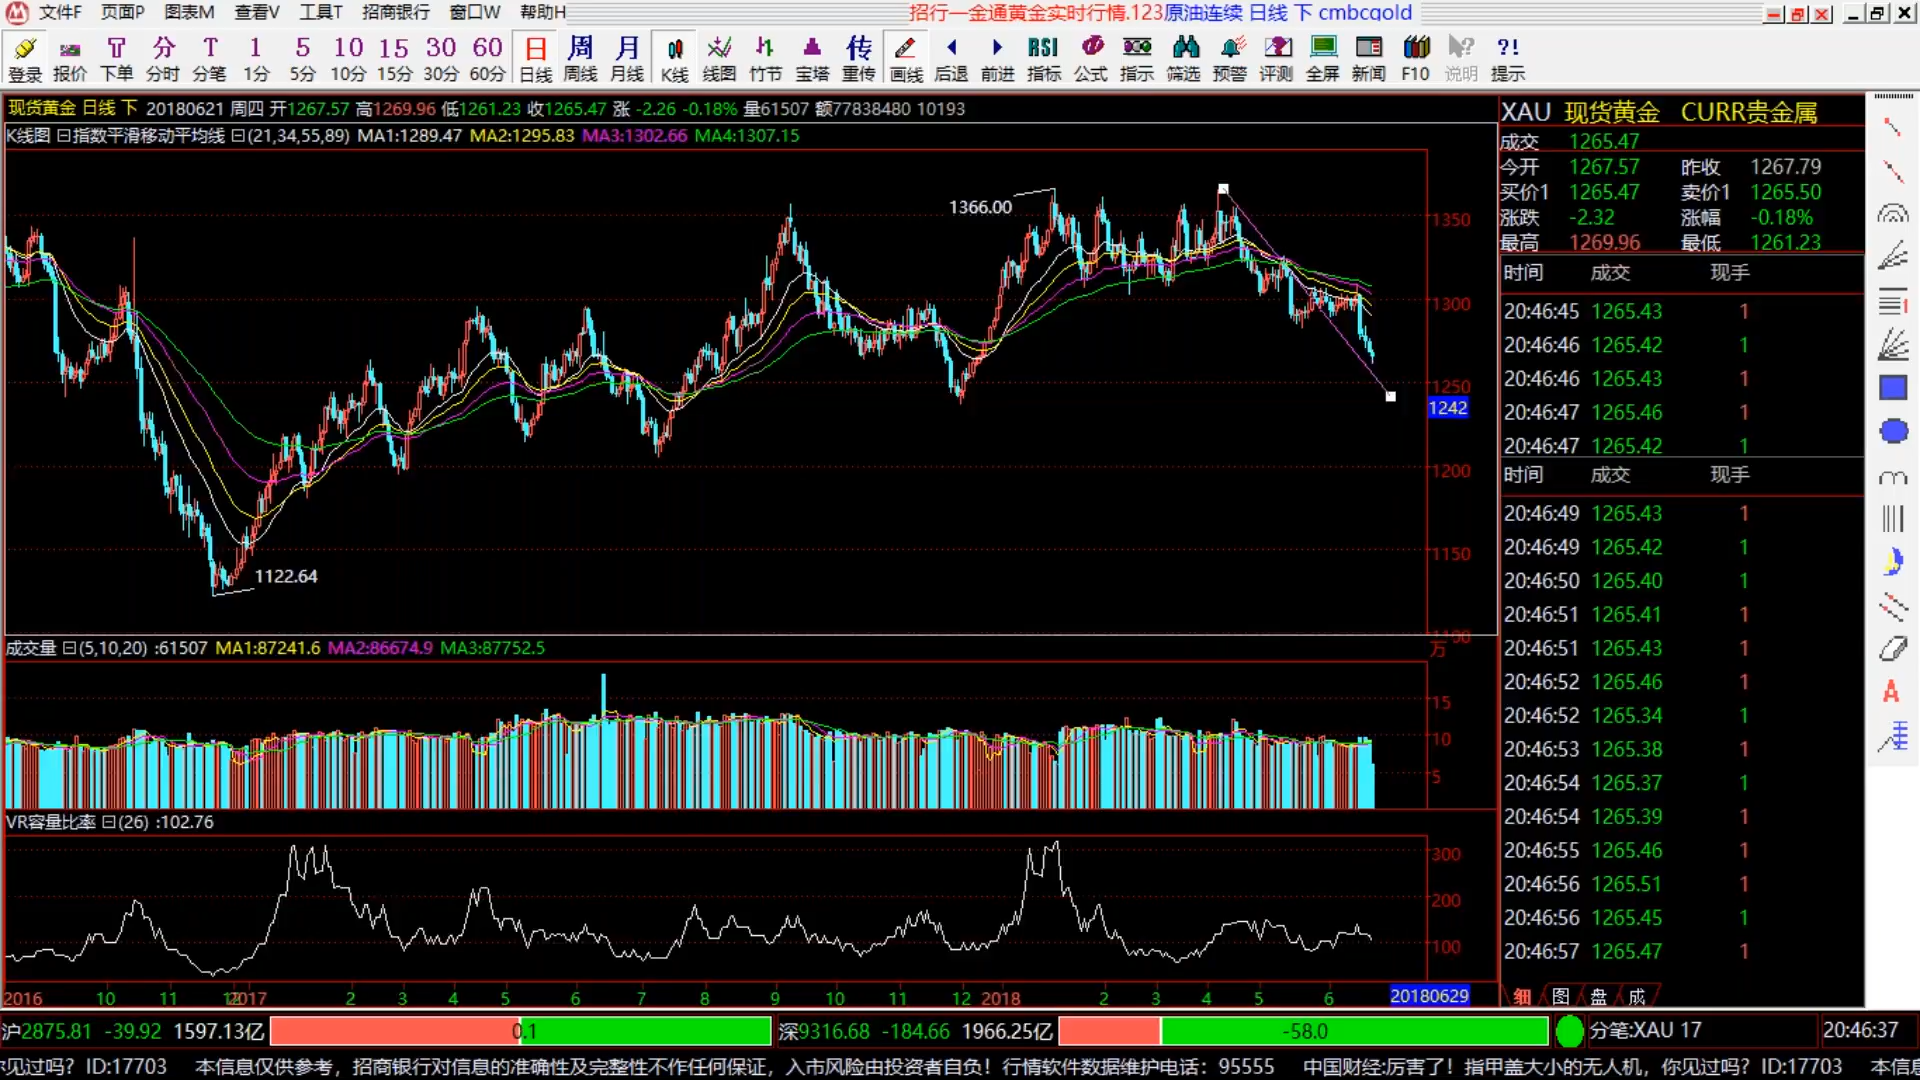 文件F 页面P 图表M 查看V 工具T 招商银行 窗口W 帮助H 招行—金通黄金实时行情.123原油连续 日线 下 cmbcgold
T 分 T 1 5 10 15 30 60 日 周 月 传 RSI ?!
登录 报价 下单 分时 分笔 1分 5分 10分 15分 30分 60分 日线 周线 月线 K线 线图 竹节 宝塔 重传 画线 后退 前进 指标 公式 指示 筛选 预警 评测 全屏 新闻 F10 说明 提示
现货黄金 日线 下 20180621 周四 开1267.57 高1269.96 低1261.23 收1265.47 涨 -2.26 -0.18% 量61507 额77838480 10193
K线图 指数平滑移动平均线 (21,34,55,89) MA1:1289.47 MA2:1295.83 MA3:1302.66 MA4:1307.15
1366.00
1122.64
1350
1300
1250
1242
1200
1150
1100
成交量 (5,10,20) :61507 MA1:87241.6 MA2:86674.9 MA3:87752.5
万
15
10
5
VR容量比率 (26) :102.76
300
200
100
2016 10 11 12 2017 2 3 4 5 6 7 8 9 10 11 12 2018 2 3 4 5 6 20180629
XAU 现货黄金 CURR贵金属
成交 1265.47
今开 1267.57 昨收 1267.79
买价1 1265.47 卖价1 1265.50
涨跌 -2.32 涨幅 -0.18%
最高 1269.96 最低 1261.23
时间 成交 现手
20:46:45 1265.43 1
20:46:46 1265.42 1
20:46:46 1265.43 1
20:46:47 1265.46 1
20:46:47 1265.42 1
时间 成交 现手
20:46:49 1265.43 1
20:46:49 1265.42 1
20:46:50 1265.40 1
20:46:51 1265.41 1
20:46:51 1265.43 1
20:46:52 1265.46 1
20:46:52 1265.34 1
20:46:53 1265.38 1
20:46:54 1265.37 1
20:46:54 1265.39 1
20:46:55 1265.46 1
20:46:56 1265.51 1
20:46:56 1265.45 1
20:46:57 1265.47 1
细 图 盘 成
A
沪2875.81 -39.92 1597.13亿 0.1 深9316.68 -184.66 1966.25亿 -58.0 分笔:XAU 17 20:46:37
你见过吗？ID:17703 本信息仅供参考，招商银行对信息的准确性及完整性不作任何保证，入市风险由投资者自负！行情软件数据维护电话：95555 中国财经:厉害了！指甲盖大小的无人机，你见过吗？ID:17703 本信息